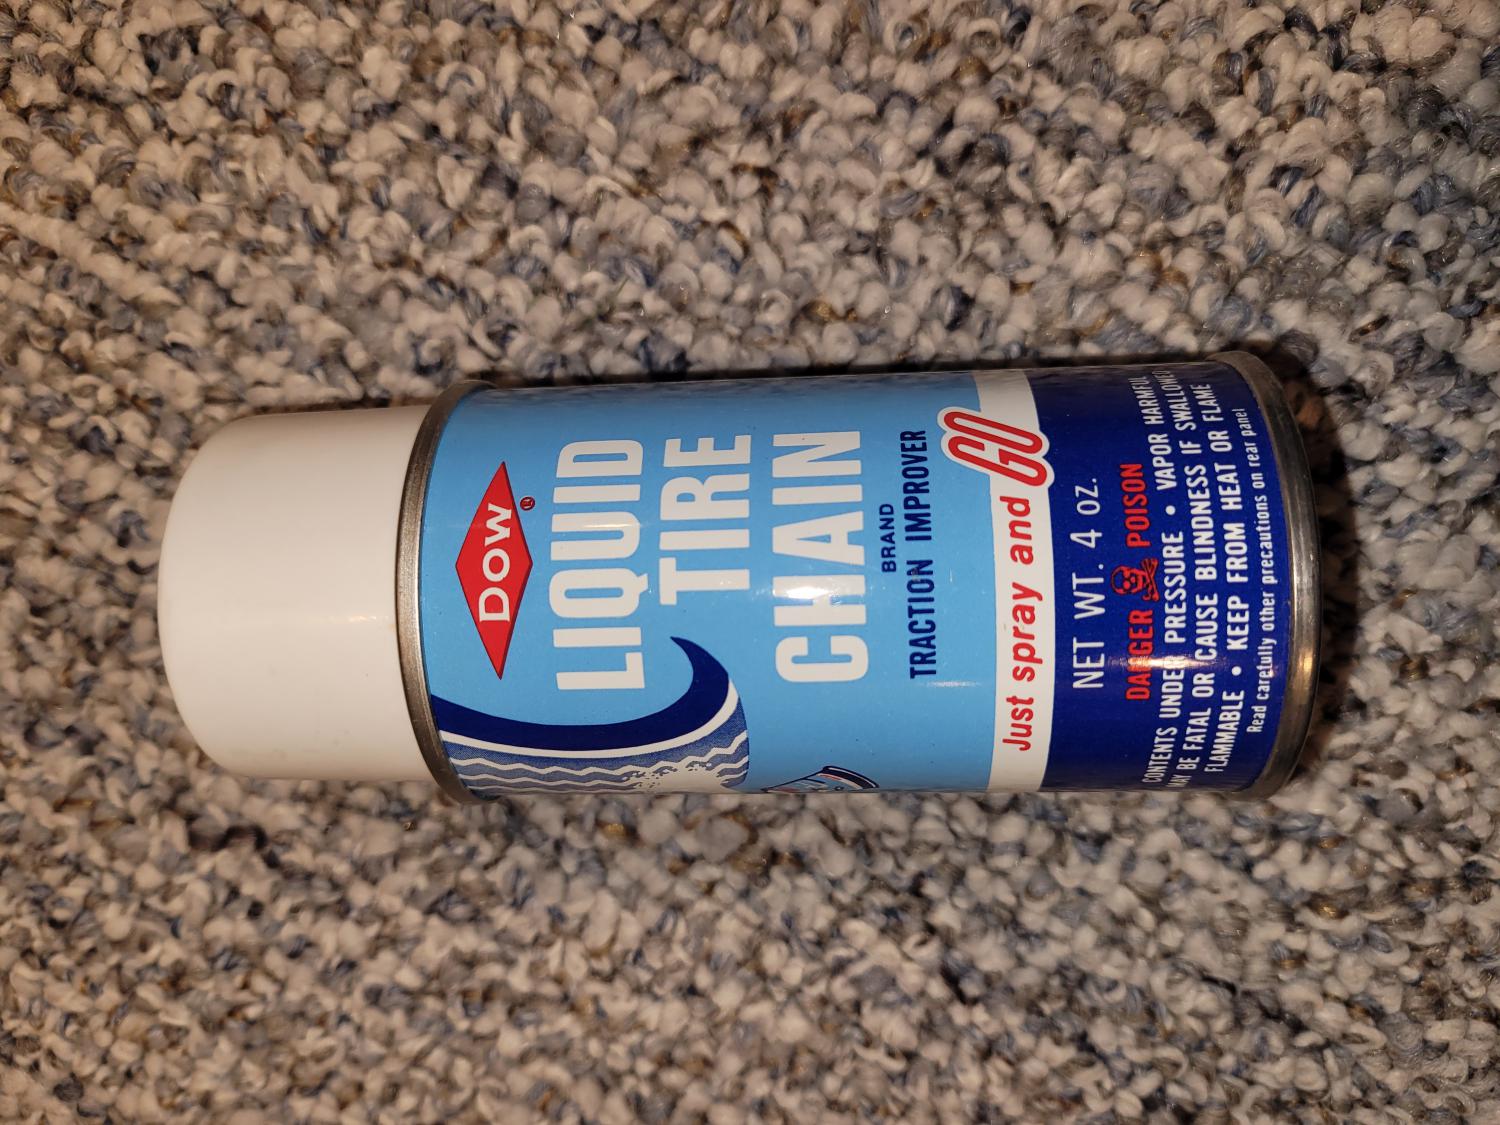 DOW
LIQUID
TIRE
CHAIN
BRAND
TRACTION IMPROVER
Just spray and GO
NET WT. 4 OZ.
DANGER POISON
CONTENTS UNDER PRESSURE • VAPOR HARMFUL
MAY BE FATAL OR CAUSE BLINDNESS IF SWALLOWED
FLAMMABLE • KEEP FROM HEAT OR FLAME
Read carefully other precautions on rear panel